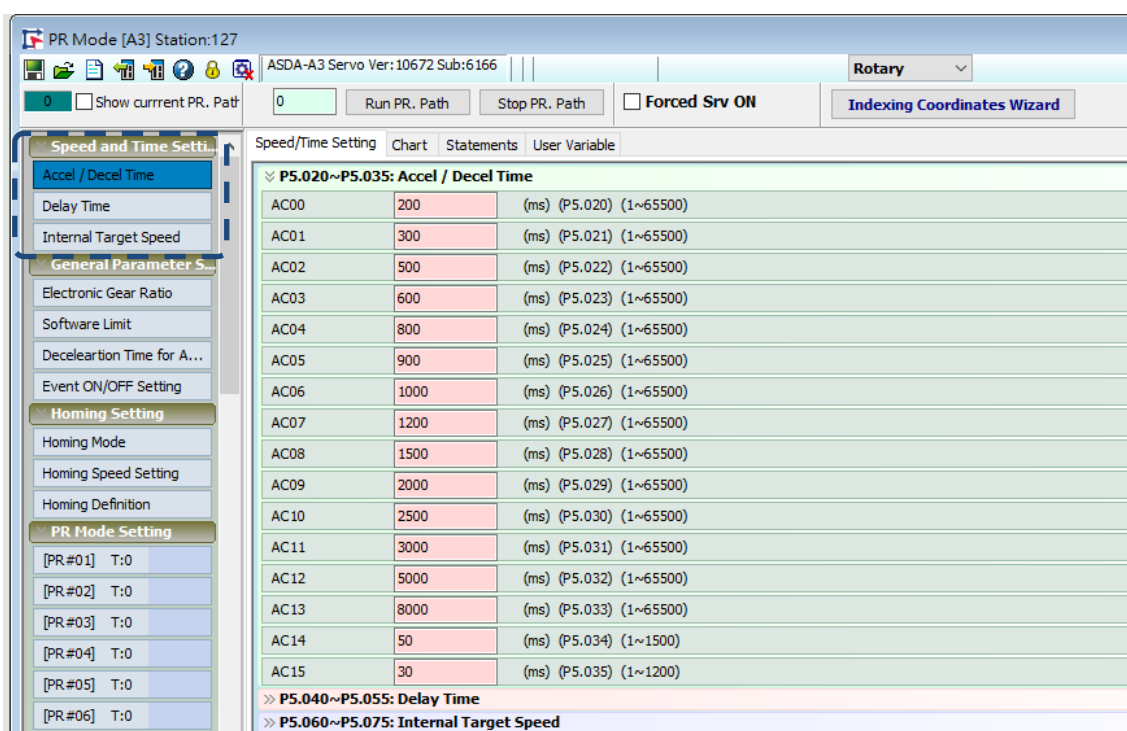 PR Mode [A3] Station:127
ASDA-A3 Servo Ver:10672 Sub:6166
Rotary
0 Show currrent PR. Path
0 Run PR. Path Stop PR. Path Forced Srv ON Indexing Coordinates Wizard
Speed and Time Setti...
Accel / Decel Time
Delay Time
Internal Target Speed
General Parameter S...
Electronic Gear Ratio
Software Limit
Deceleartion Time for A...
Event ON/OFF Setting
Homing Setting
Homing Mode
Homing Speed Setting
Homing Definition
PR Mode Setting
[PR#01] T:0
[PR#02] T:0
[PR#03] T:0
[PR#04] T:0
[PR#05] T:0
[PR#06] T:0
Speed/Time Setting Chart Statements User Variable
P5.020~P5.035: Accel / Decel Time
AC00 200 (ms) (P5.020) (1~65500)
AC01 300 (ms) (P5.021) (1~65500)
AC02 500 (ms) (P5.022) (1~65500)
AC03 600 (ms) (P5.023) (1~65500)
AC04 800 (ms) (P5.024) (1~65500)
AC05 900 (ms) (P5.025) (1~65500)
AC06 1000 (ms) (P5.026) (1~65500)
AC07 1200 (ms) (P5.027) (1~65500)
AC08 1500 (ms) (P5.028) (1~65500)
AC09 2000 (ms) (P5.029) (1~65500)
AC10 2500 (ms) (P5.030) (1~65500)
AC11 3000 (ms) (P5.031) (1~65500)
AC12 5000 (ms) (P5.032) (1~65500)
AC13 8000 (ms) (P5.033) (1~65500)
AC14 50 (ms) (P5.034) (1~1500)
AC15 30 (ms) (P5.035) (1~1200)
P5.040~P5.055: Delay Time
P5.060~P5.075: Internal Target Speed